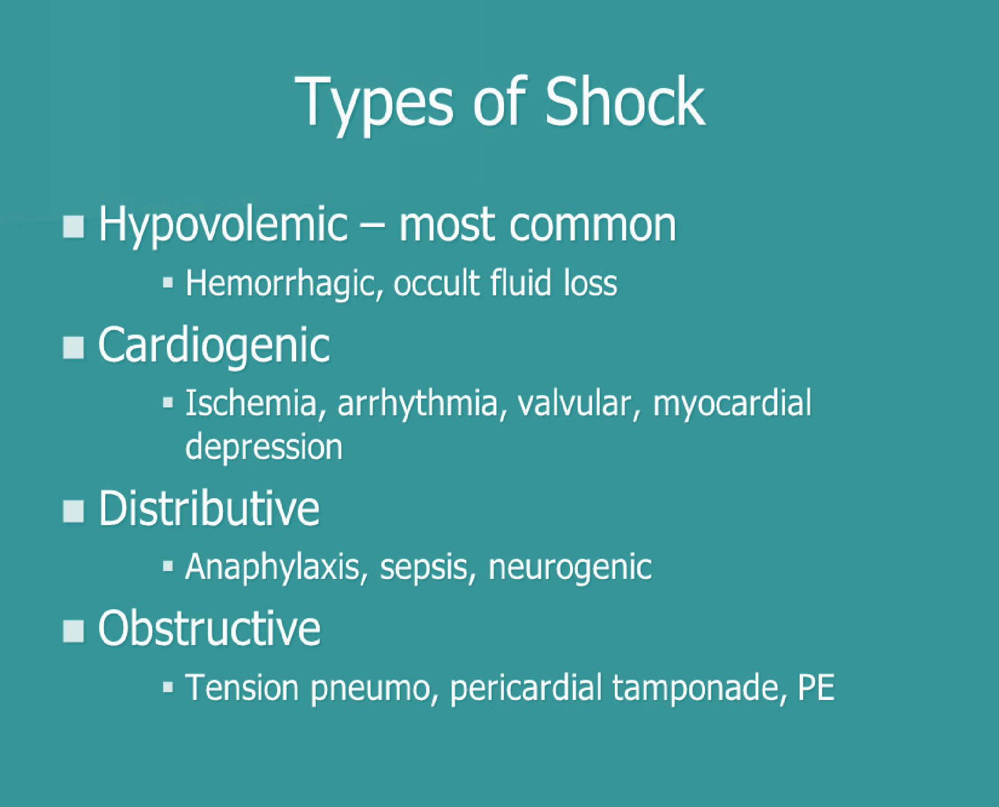 Types of Shock
Hypovolemic – most common
Hemorrhagic, occult fluid loss
Cardiogenic
Ischemia, arrhythmia, valvular, myocardial
depression
Distributive
Anaphylaxis, sepsis, neurogenic
Obstructive
Tension pneumo, pericardial tamponade, PE